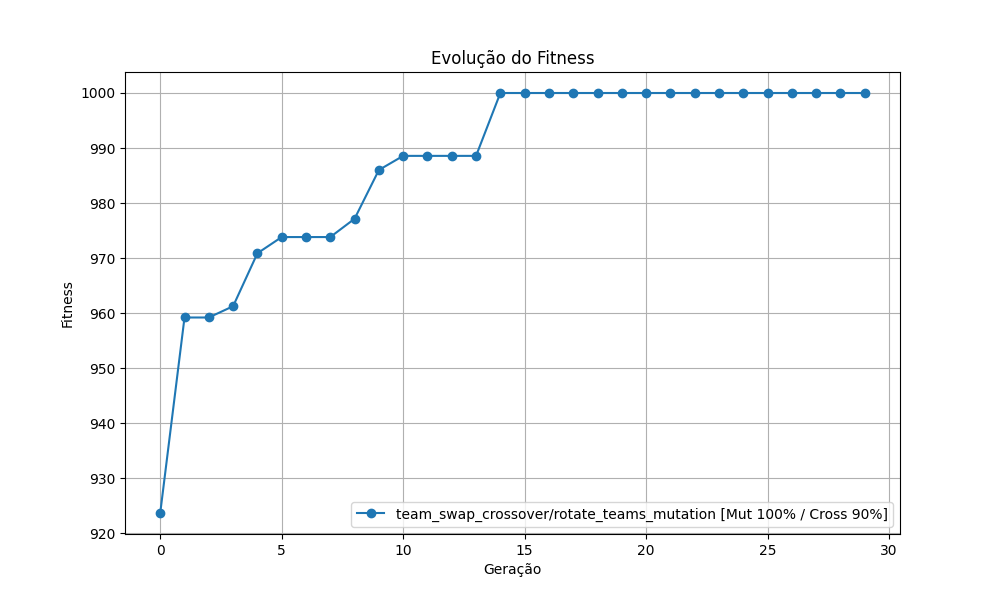 Evolução do Fitness
1000
990
980
970
960
950
940
930
920
Fitness
team_swap_crossover/rotate_teams_mutation [Mut 100% / Cross 90%]
0 5 10 15 20 25 30
Geração